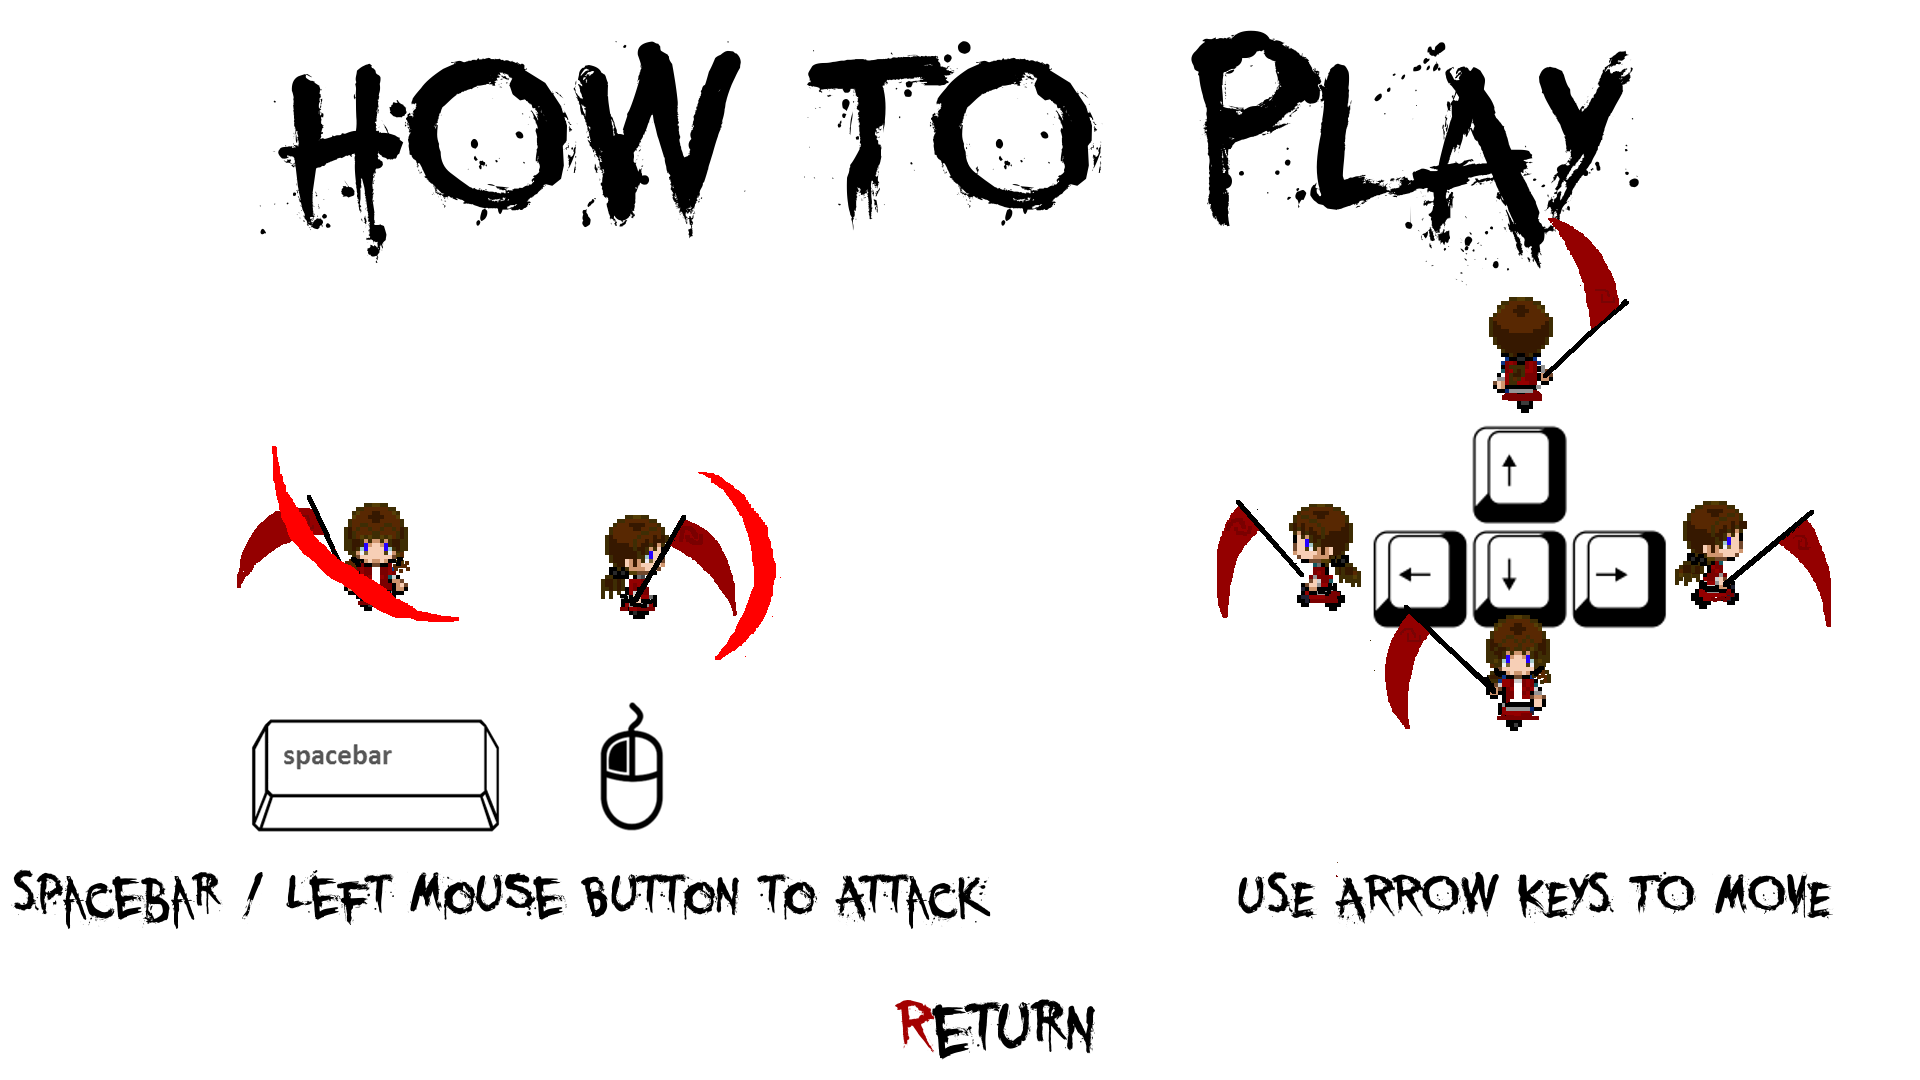 HOW TO PLAY
↑
← ↓ →
spacebar
SPACEBAR / LEFT MOUSE BUTTON TO ATTACK
USE ARROW KEYS TO MOVE
RETURN